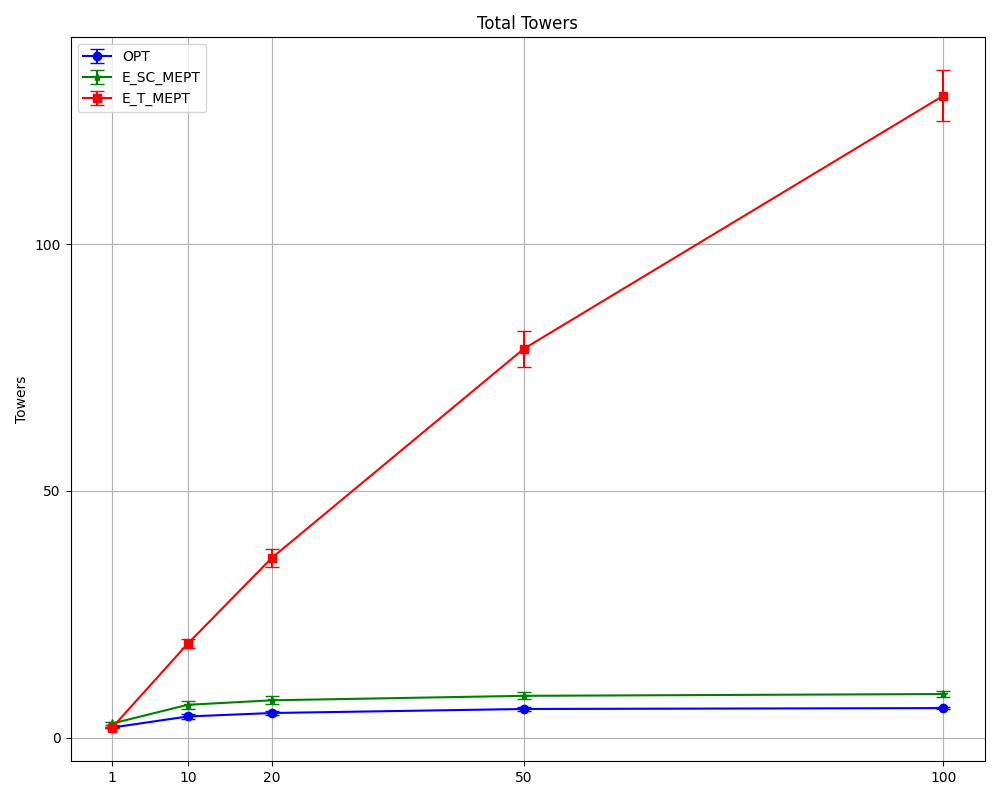 Total Towers
OPT
E_SC_MEPT
E_T_MEPT
Towers
100
50
0
1 10 20 50 100